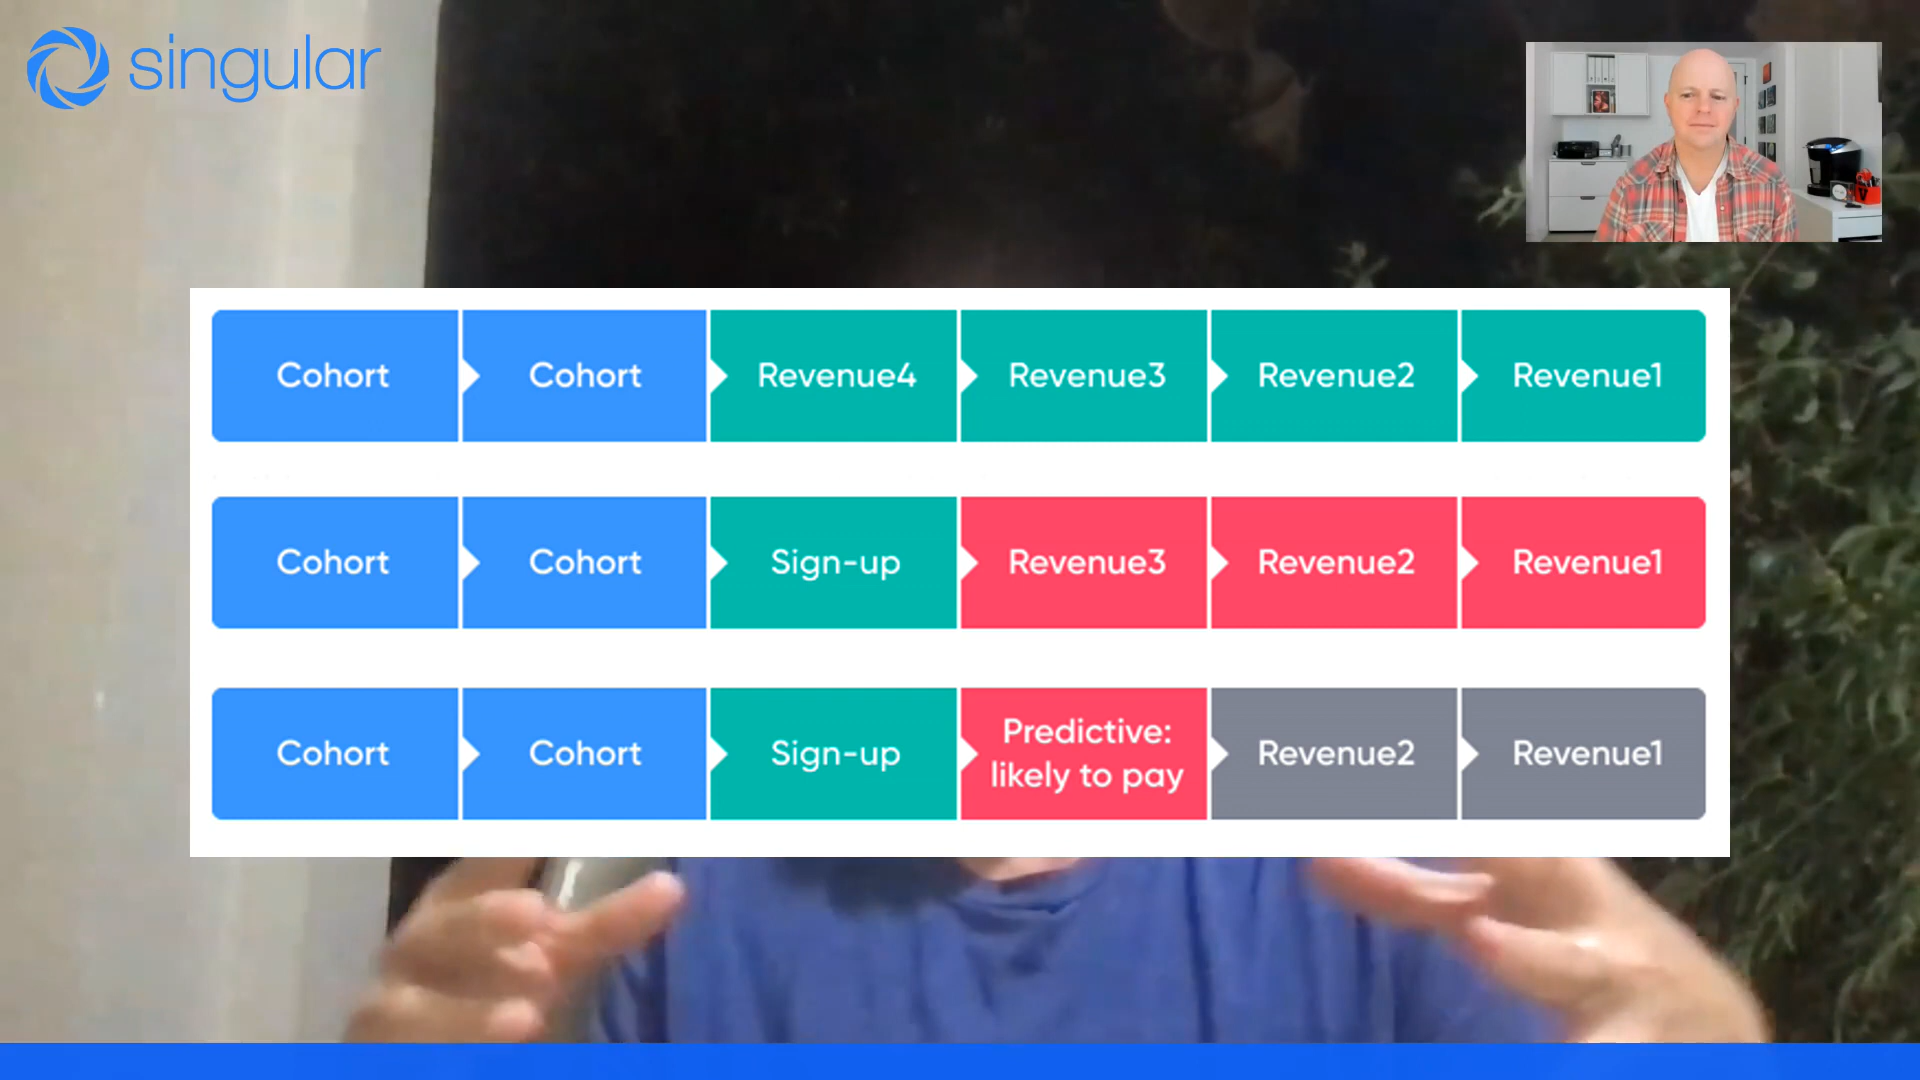 singular
Cohort Cohort Revenue4 Revenue3 Revenue2 Revenue1
Cohort Cohort Sign-up Revenue3 Revenue2 Revenue1
Cohort Cohort Sign-up Predictive: likely to pay Revenue2 Revenue1